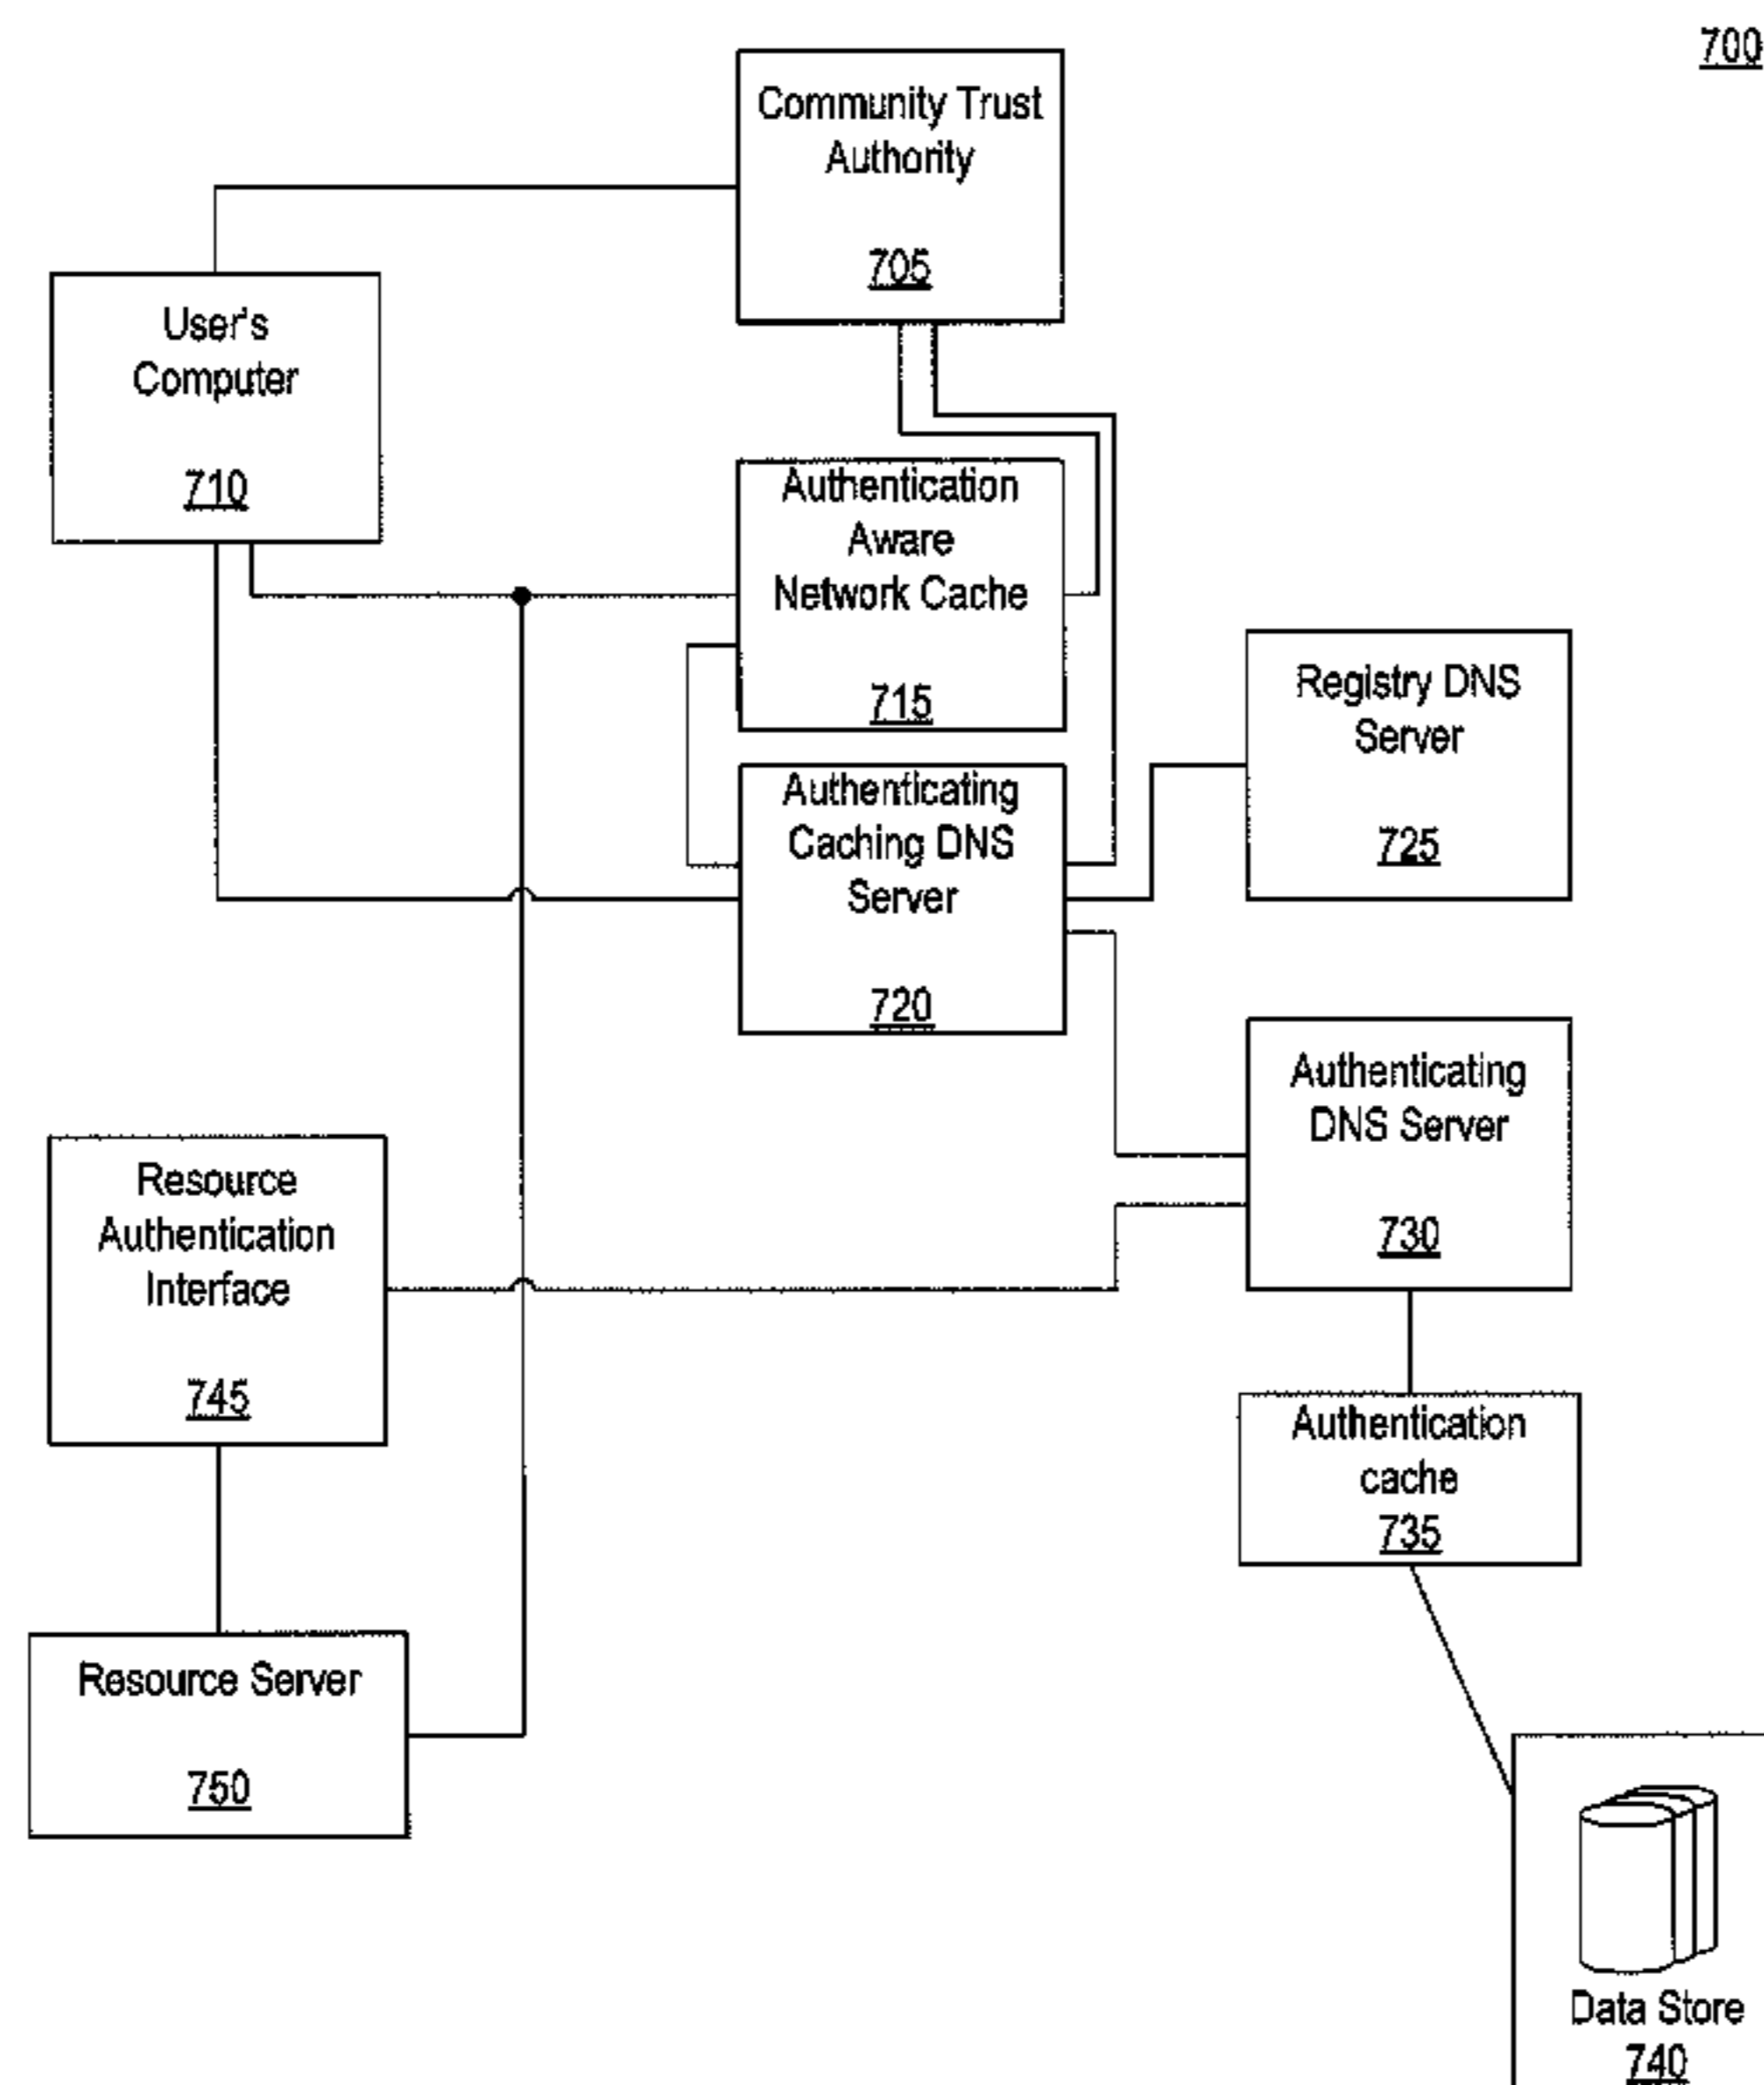 700
Community Trust
Authority
705
User's
Computer
710
Authentication
Aware
Network Cache
715
Registry DNS
Server
725
Authenticating
Caching DNS
Server
720
Authenticating
DNS Server
730
Resource
Authentication
Interface
745
Authentication
cache
735
Resource Server
750
Data Store
740